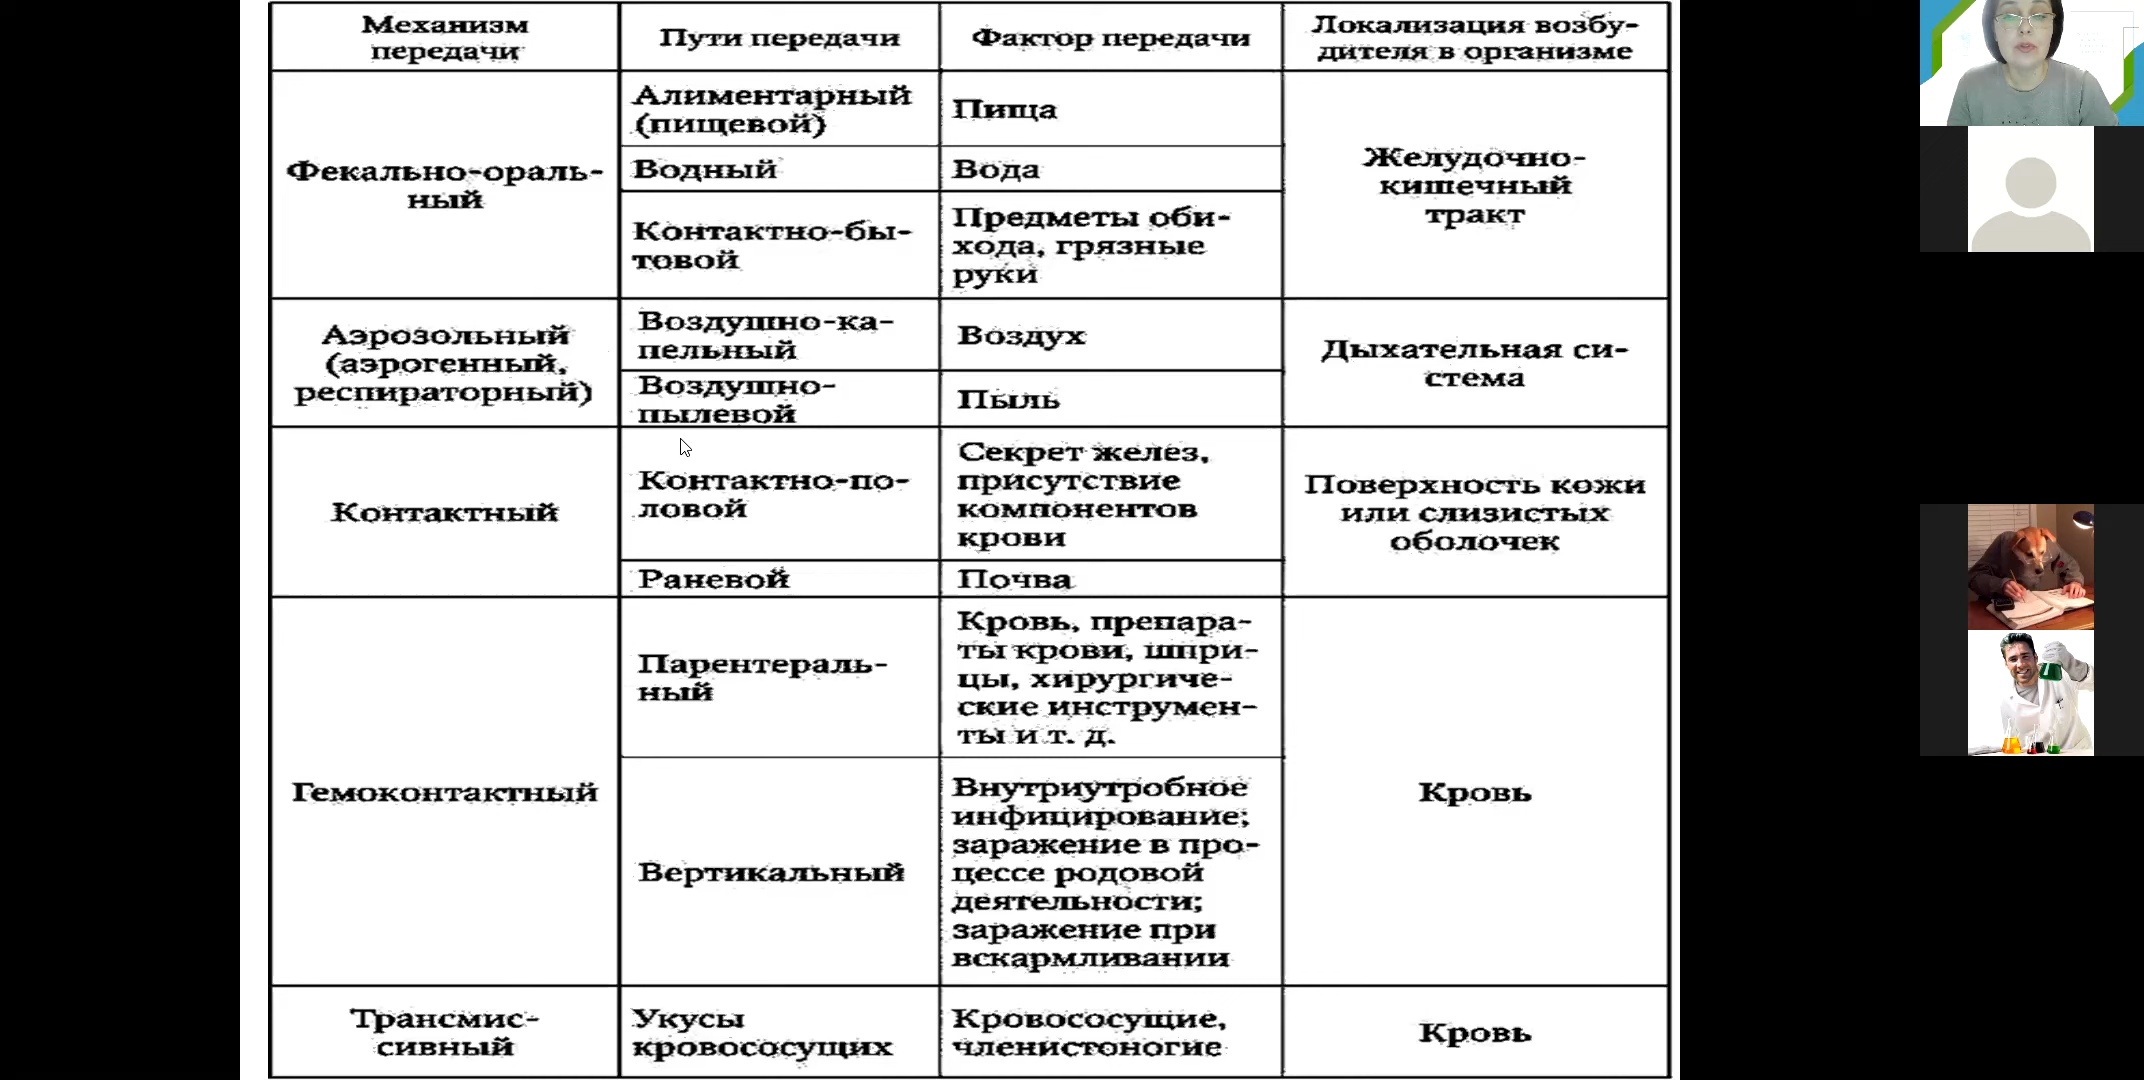 Механизм
передачи
Пути передачи
Фактор передачи
Локализация возбу-
дителя в организме
Фекально-ораль-
ный
Алиментарный
(пищевой)
Пища
Водный
Вода
Контактно-бы-
товой
Предметы оби-
хода, грязные
руки
Желудочно-
кишечный
тракт
Аэрозольный
(аэрогенный,
респираторный)
Воздушно-ка-
пельный
Воздух
Воздушно-
пылевой
Пыль
Дыхательная си-
стема
Контактный
Контактно-по-
ловой
Секрет желез,
присутствие
компонентов
крови
Раневой
Почва
Поверхность кожи
или слизистых
оболочек
Гемоконтактный
Парентераль-
ный
Кровь, препара-
ты крови, шпри-
цы, хирургиче-
ские инструмен-
ты и т. д.
Вертикальный
Внутриутробное
инфицирование;
заражение в про-
цессе родовой
деятельности;
заражение при
вскармливании
Кровь
Трансмис-
сивный
Укусы
кровососущих
Кровососущие,
членистоногие
Кровь